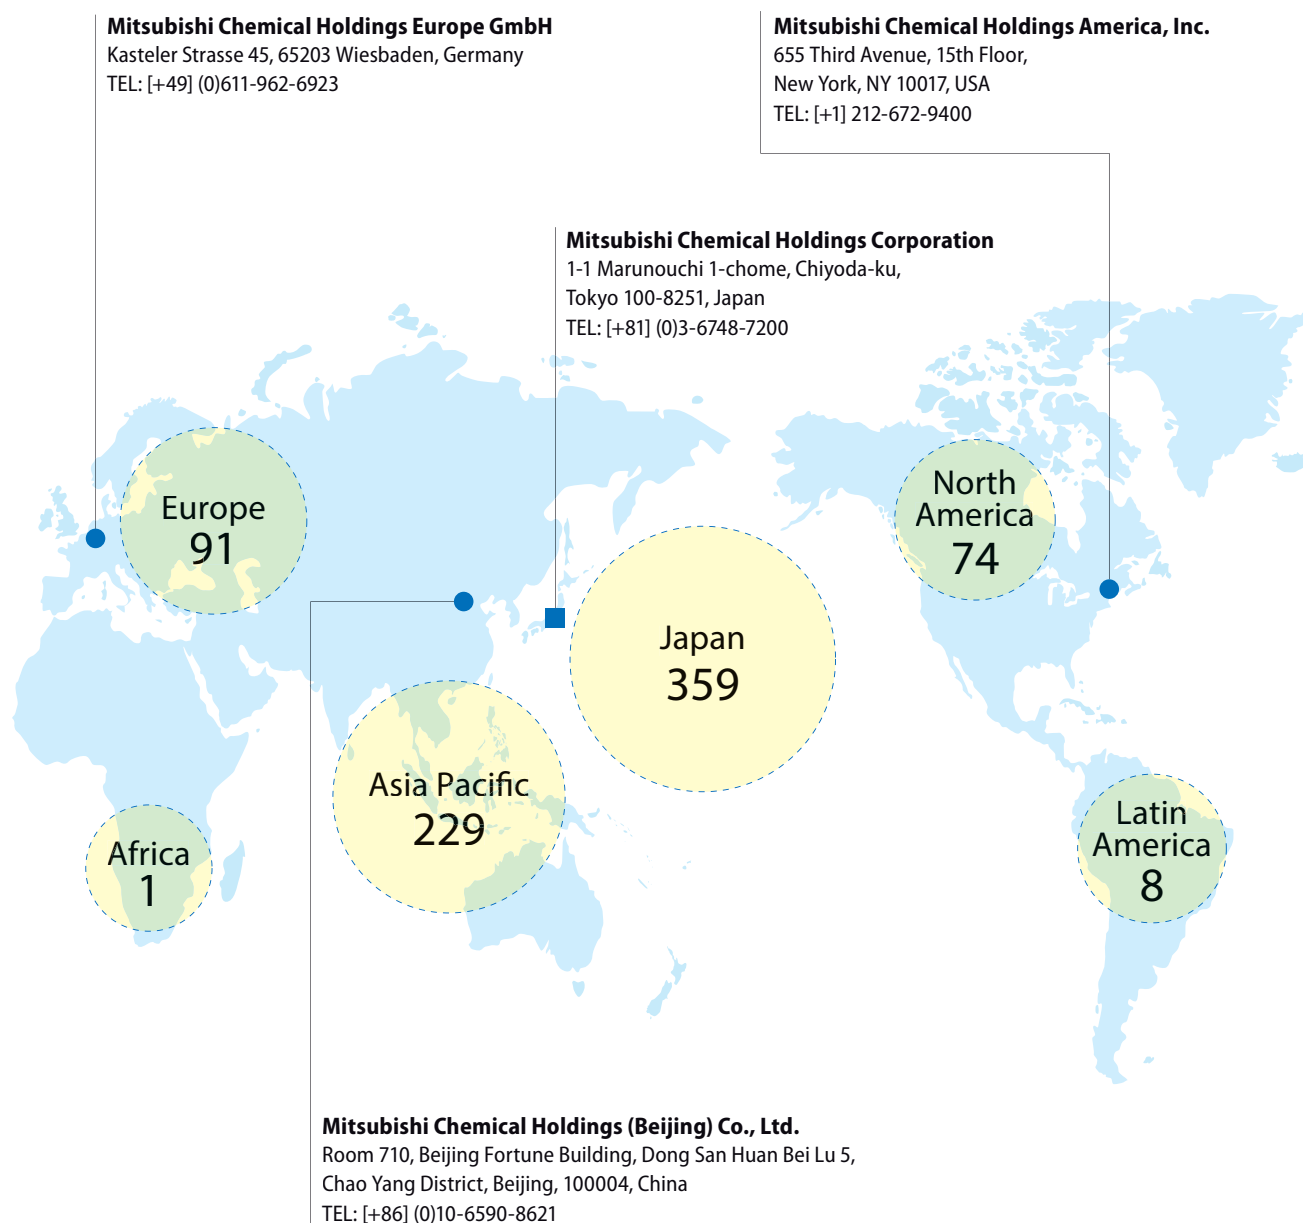 Mitsubishi Chemical Holdings Europe GmbH
Kasteler Strasse 45, 65203 Wiesbaden, Germany
TEL: [+49] (0)611-962-6923
Mitsubishi Chemical Holdings America, Inc.
655 Third Avenue, 15th Floor,
New York, NY 10017, USA
TEL: [+1] 212-672-9400
Mitsubishi Chemical Holdings Corporation
1-1 Marunouchi 1-chome, Chiyoda-ku,
Tokyo 100-8251, Japan
TEL: [+81] (0)3-6748-7200
Europe
91
North
America
74
Japan
359
Asia Pacific
229
Africa
1
Latin
America
8
Mitsubishi Chemical Holdings (Beijing) Co., Ltd.
Room 710, Beijing Fortune Building, Dong San Huan Bei Lu 5,
Chao Yang District, Beijing, 100004, China
TEL: [+86] (0)10-6590-8621